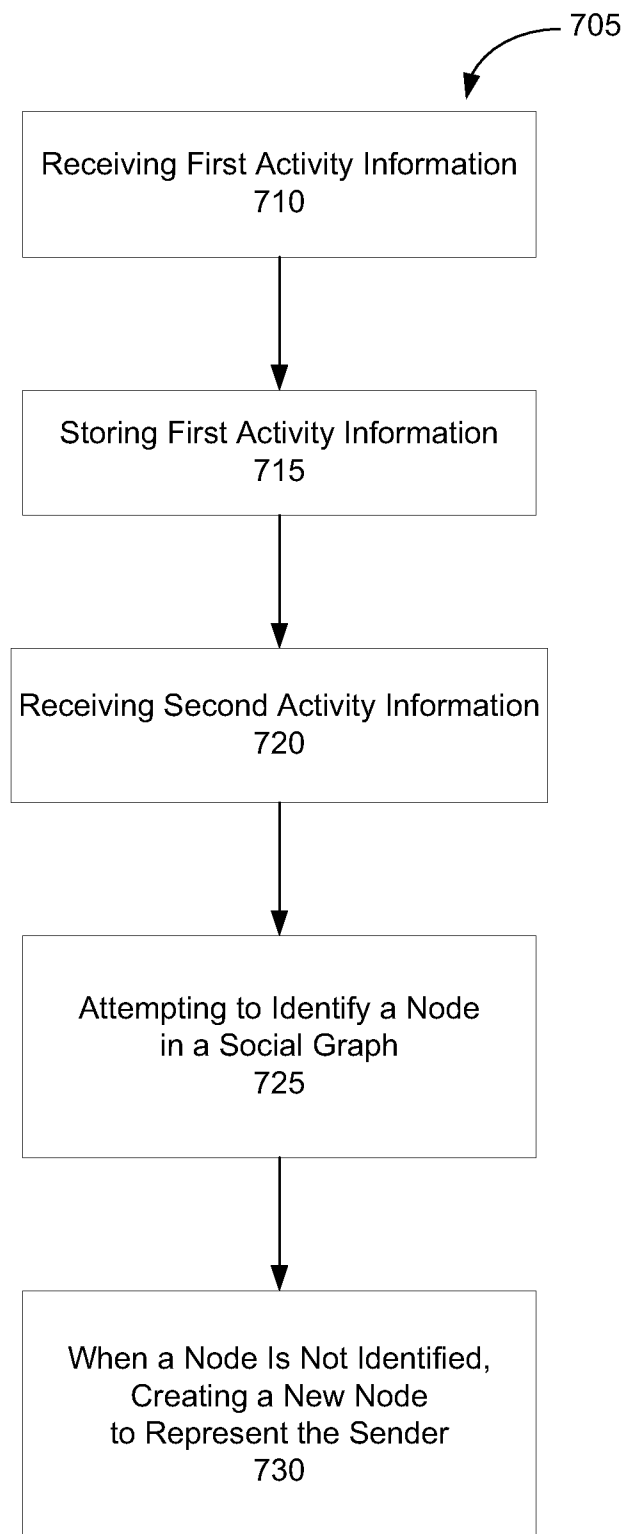 705
Receiving First Activity Information
710
Storing First Activity Information
715
Receiving Second Activity Information
720
Attempting to Identify a Node
in a Social Graph
725
When a Node Is Not Identified,
Creating a New Node
to Represent the Sender
730